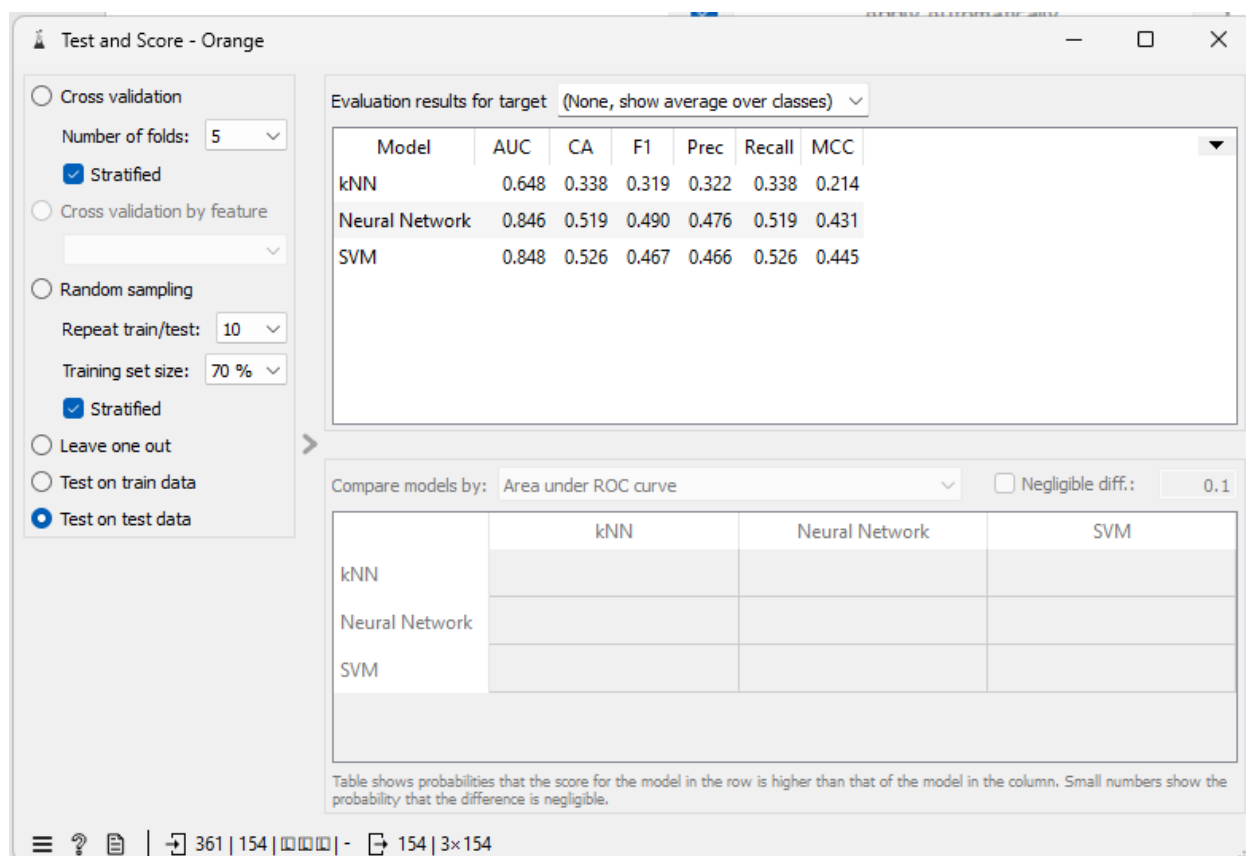 Test and Score - Orange
Cross validation
Number of folds: 5
Stratified
Cross validation by feature
Random sampling
Repeat train/test: 10
Training set size: 70 %
Stratified
Leave one out
Test on train data
Test on test data
Evaluation results for target (None, show average over classes)
Model AUC CA F1 Prec Recall MCC
kNN 0.648 0.338 0.319 0.322 0.338 0.214
Neural Network 0.846 0.519 0.490 0.476 0.519 0.431
SVM 0.848 0.526 0.467 0.466 0.526 0.445
Compare models by: Area under ROC curve Negligible diff.: 0.1
kNN Neural Network SVM
kNN
Neural Network
SVM
Table shows probabilities that the score for the model in the row is higher than that of the model in the column. Small numbers show the
probability that the difference is negligible.
361 | 154 | | - 154 | 3×154